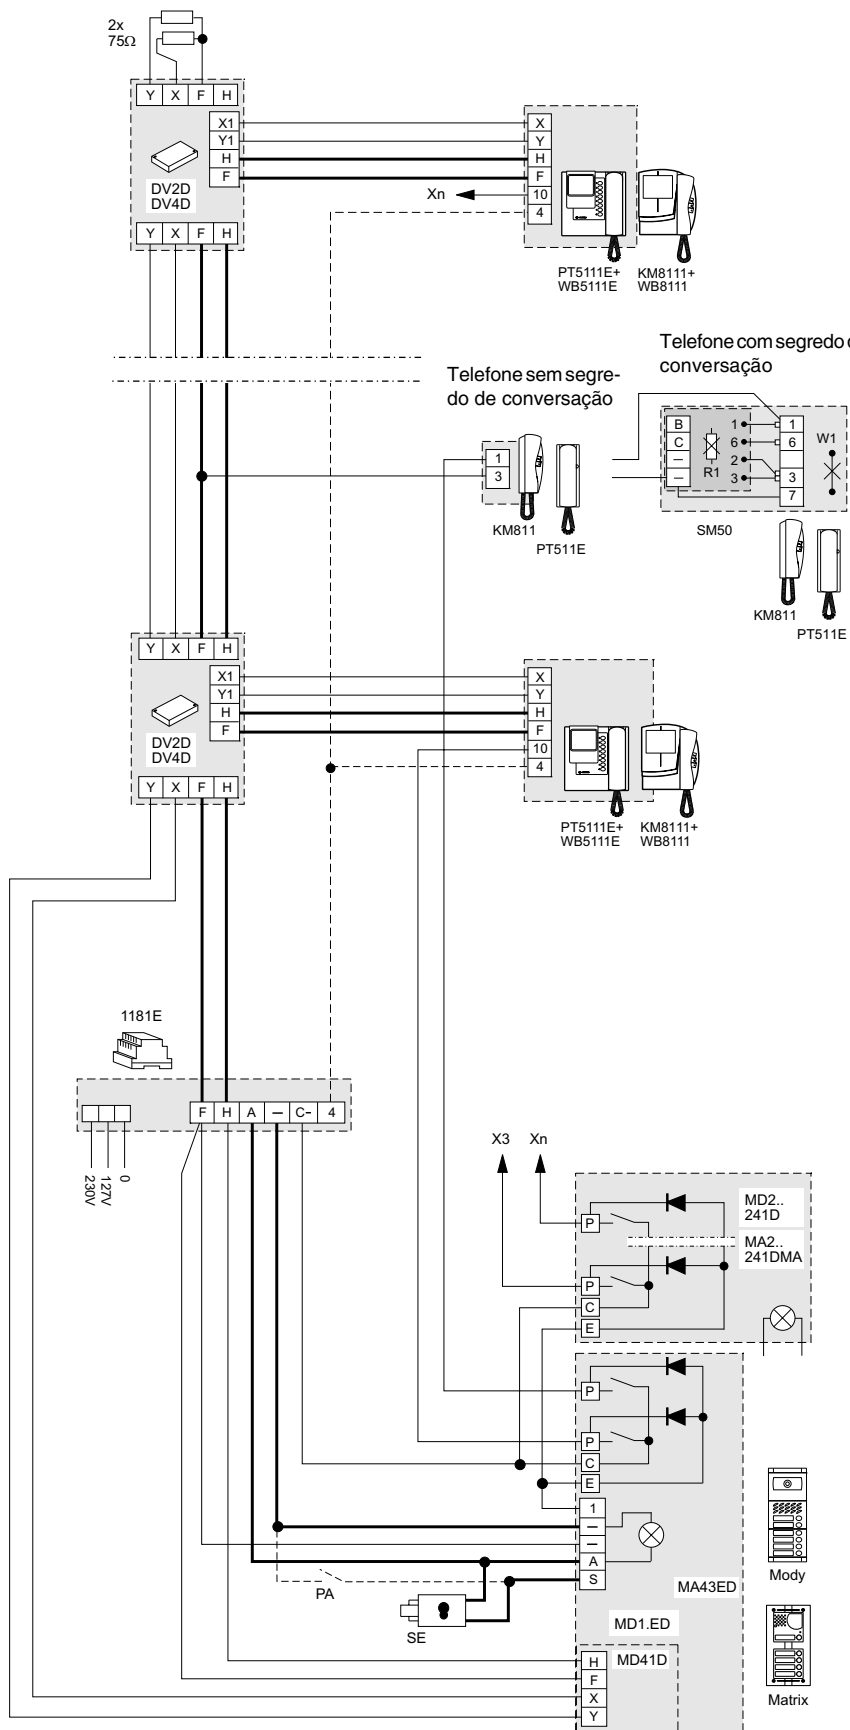 2x
75Ω
Y X F H
X1
Y1
H
F
DV2D
DV4D
Y X F H
X
Y
H
F
10
4
Xn
PT5111E+
WB5111E
KM8111+
WB8111
Telefone com segredo
conversação
Telefone sem segre-
do de conversação
1
3
KM811
PT511E
B
C
—
—
R1
1
6
2
3
1
6
3
7
W1
SM50
KM811
PT511E
Y X F H
X1
Y1
H
F
DV2D
DV4D
Y X F H
X
Y
H
F
10
4
PT5111E+
WB5111E
KM8111+
WB8111
1181E
F H A — C- 4
230V
127V
0
X3 Xn
P
P
C
E
MD2..
241D
MA2..
241DMA
P
P
C
E
1
—
—
A
S
PA
SE
MA43ED
MD1.ED
MD41D
H
F
X
Y
Mody
Matrix